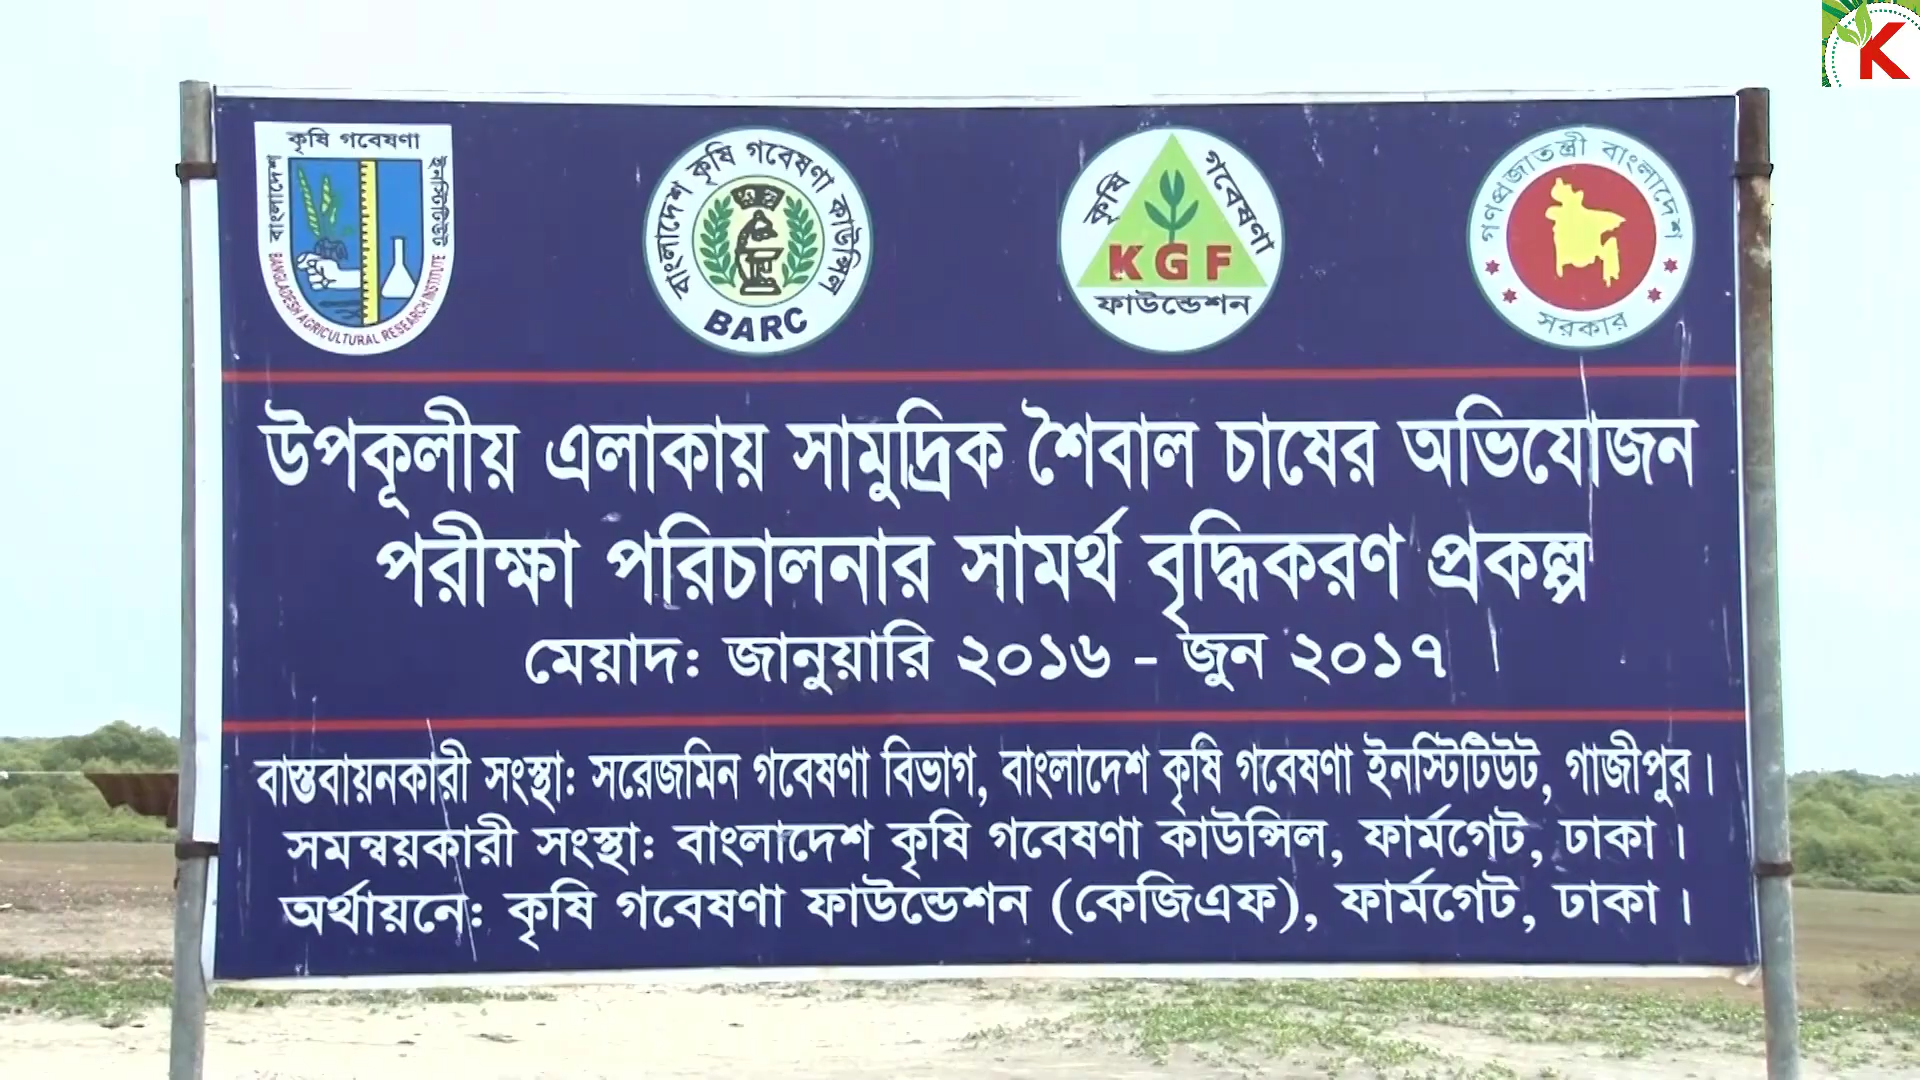 কৃষি গবেষণা
বাংলাদেশ
ইনস্টিটিউট
BANGLADESH AGRICULTURAL RESEARCH INSTITUTE
বাংলাদেশ কৃষি গবেষণা কাউন্সিল
BARC
কৃষি গবেষণা
KGF
ফাউন্ডেশন
গণপ্রজাতন্ত্রী বাংলাদেশ
সরকার
K
উপকূলীয় এলাকায় সামুদ্রিক শৈবাল চাষের অভিযোজন
পরীক্ষা পরিচালনার সামর্থ বৃদ্ধিকরণ প্রকল্প
মেয়াদ: জানুয়ারি ২০১৬ - জুন ২০১৭
বাস্তবায়নকারী সংস্থা: সরেজমিন গবেষণা বিভাগ, বাংলাদেশ কৃষি গবেষণা ইনস্টিটিউট, গাজীপুর।
সমন্বয়কারী সংস্থা: বাংলাদেশ কৃষি গবেষণা কাউন্সিল, ফার্মগেট, ঢাকা।
অর্থায়নে: কৃষি গবেষণা ফাউন্ডেশন (কেজিএফ), ফার্মগেট, ঢাকা।